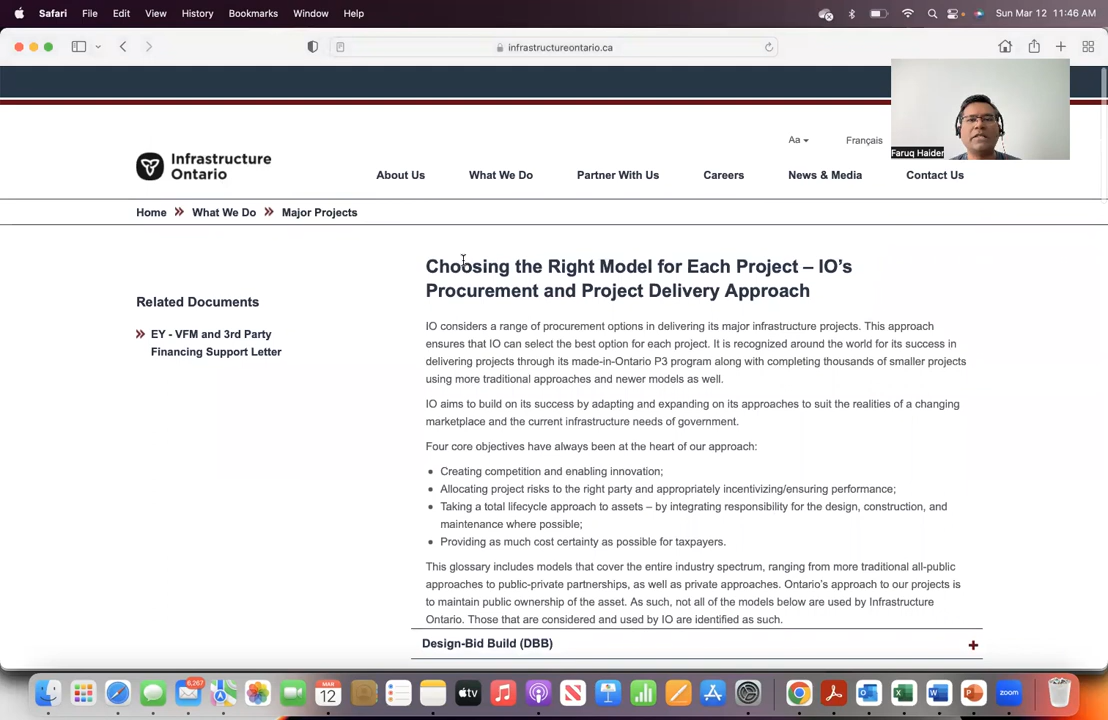 Safari File Edit View History Bookmarks Window Help Sun Mar 12 11:46 AM
infrastructureontario.ca
Faruq Haider
Aa Français
Infrastructure
Ontario
About Us What We Do Partner With Us Careers News & Media Contact Us
Home » What We Do » Major Projects
Choosing the Right Model for Each Project – IO's
Procurement and Project Delivery Approach
Related Documents
» EY - VFM and 3rd Party
Financing Support Letter
IO considers a range of procurement options in delivering its major infrastructure projects. This approach
ensures that IO can select the best option for each project. It is recognized around the world for its success in
delivering projects through its made-in-Ontario P3 program along with completing thousands of smaller projects
using more traditional approaches and newer models as well.
IO aims to build on its success by adapting and expanding on its approaches to suit the realities of a changing
marketplace and the current infrastructure needs of government.
Four core objectives have always been at the heart of our approach:
• Creating competition and enabling innovation;
• Allocating project risks to the right party and appropriately incentivizing/ensuring performance;
• Taking a total lifecycle approach to assets – by integrating responsibility for the design, construction, and
maintenance where possible;
• Providing as much cost certainty as possible for taxpayers.
This glossary includes models that cover the entire industry spectrum, ranging from more traditional all-public
approaches to public-private partnerships, as well as private approaches. Ontario's approach to our projects is
to maintain public ownership of the asset. As such, not all of the models below are used by Infrastructure
Ontario. Those that are considered and used by IO are identified as such.
Design-Bid Build (DBB) +
6,267
MAR
12
tv
zoom